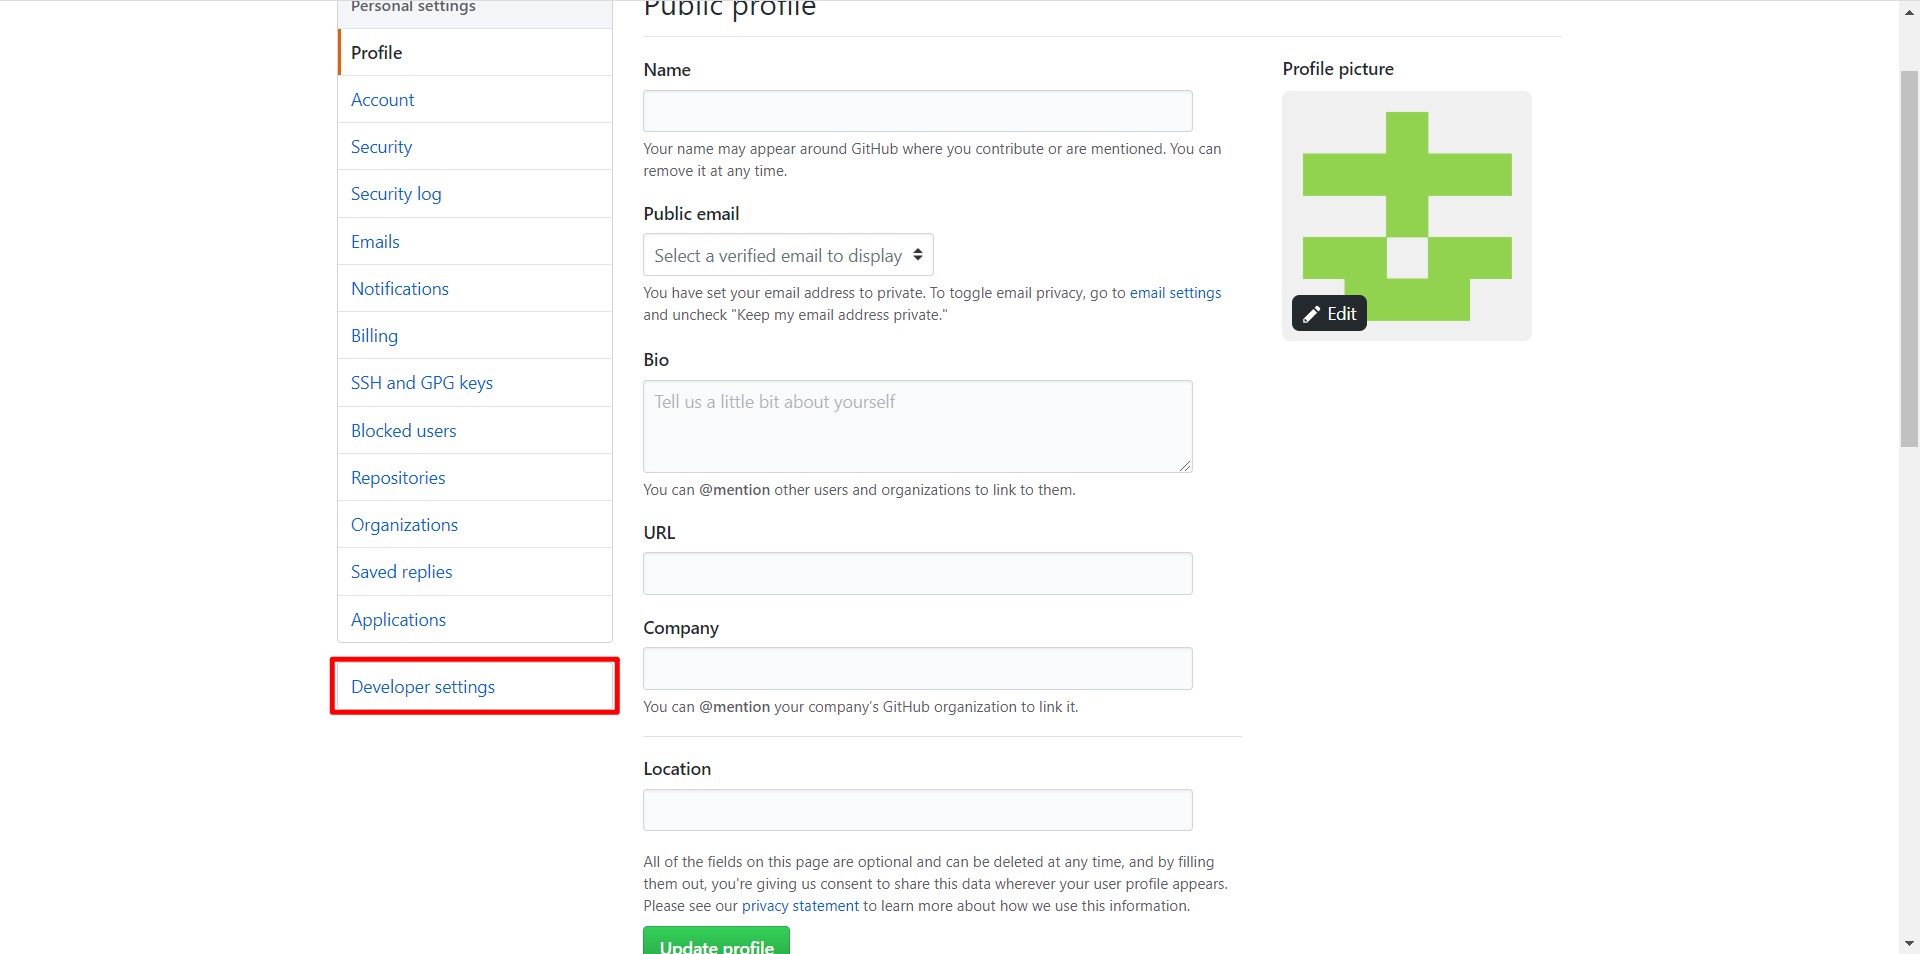 Personal settings
Profile
Account
Security
Security log
Emails
Notifications
Billing
SSH and GPG keys
Blocked users
Repositories
Organizations
Saved replies
Applications
Developer settings
Public profile
Name
Your name may appear around GitHub where you contribute or are mentioned. You can
remove it at any time.
Public email
Select a verified email to display
You have set your email address to private. To toggle email privacy, go to email settings
and uncheck "Keep my email address private."
Bio
Tell us a little bit about yourself
You can @mention other users and organizations to link to them.
URL
Company
You can @mention your company's GitHub organization to link it.
Location
All of the fields on this page are optional and can be deleted at any time, and by filling
them out, you're giving us consent to share this data wherever your user profile appears.
Please see our privacy statement to learn more about how we use this information.
Update profile
Profile picture
Edit